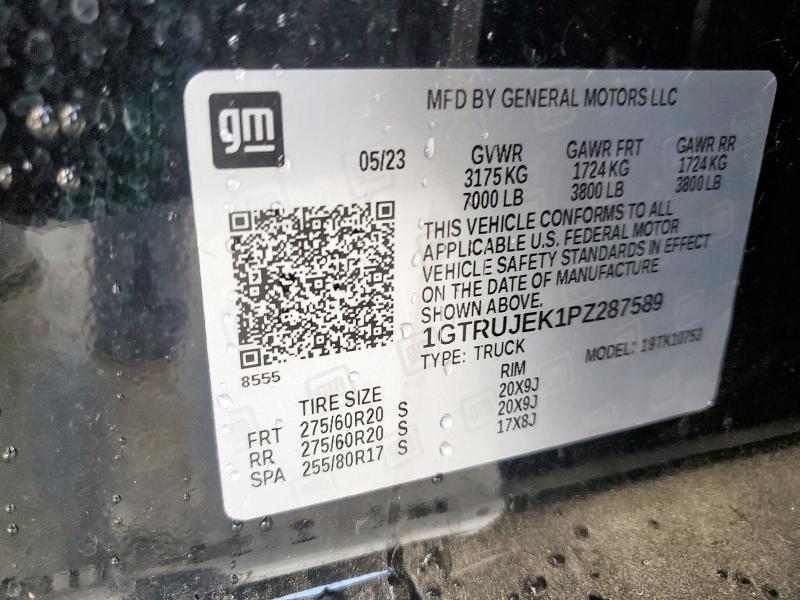 gm
MFD BY GENERAL MOTORS LLC
05/23
GVWR GAWR FRT GAWR RR
3175 KG 1724 KG 1724 KG
7000 LB 3800 LB 3800 LB
THIS VEHICLE CONFORMS TO ALL
APPLICABLE U.S. FEDERAL MOTOR
VEHICLE SAFETY STANDARDS IN EFFECT
ON THE DATE OF MANUFACTURE
SHOWN ABOVE.
1GTRUJEK1PZ287589
TYPE: TRUCK MODEL: 19TK10753
8555
TIRE SIZE RIM
FRT 275/60R20 S 20X9J
RR 275/60R20 S 20X9J
SPA 255/80R17 S 17X8J